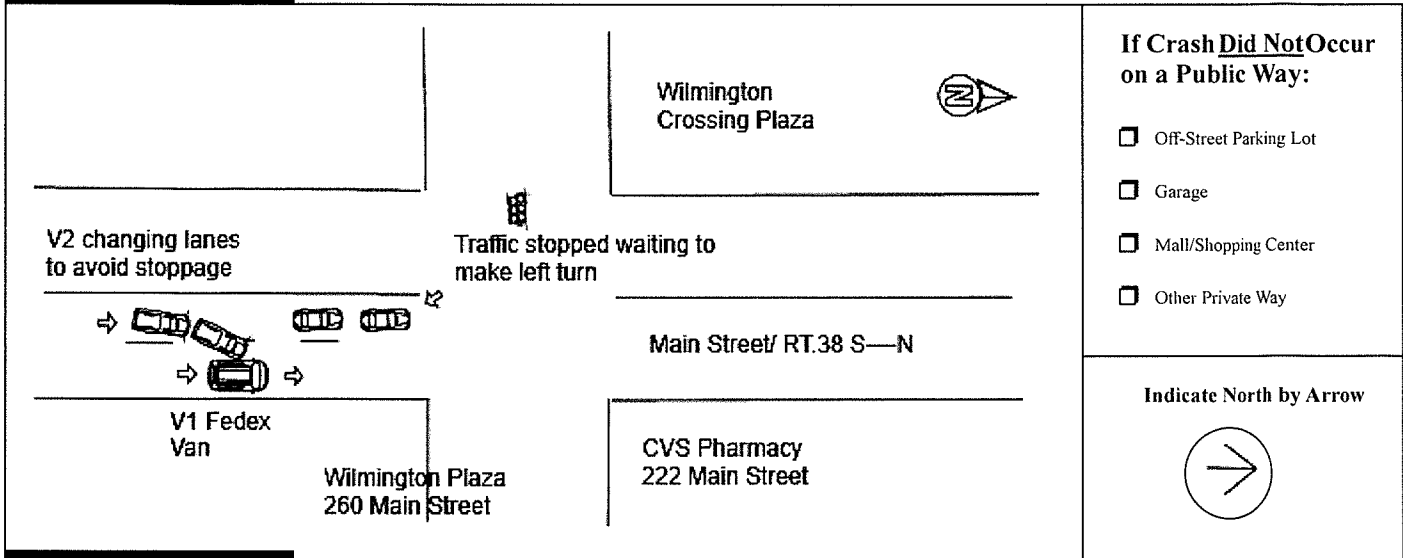 Wilmington
Crossing Plaza
N
V2 changing lanes
to avoid stoppage
Traffic stopped waiting to
make left turn
Main Street/ RT.38 S----N
V1 Fedex
Van
Wilmington Plaza
260 Main Street
CVS Pharmacy
222 Main Street
If Crash Did Not Occur
on a Public Way:
Off-Street Parking Lot
Garage
Mall/Shopping Center
Other Private Way
Indicate North by Arrow